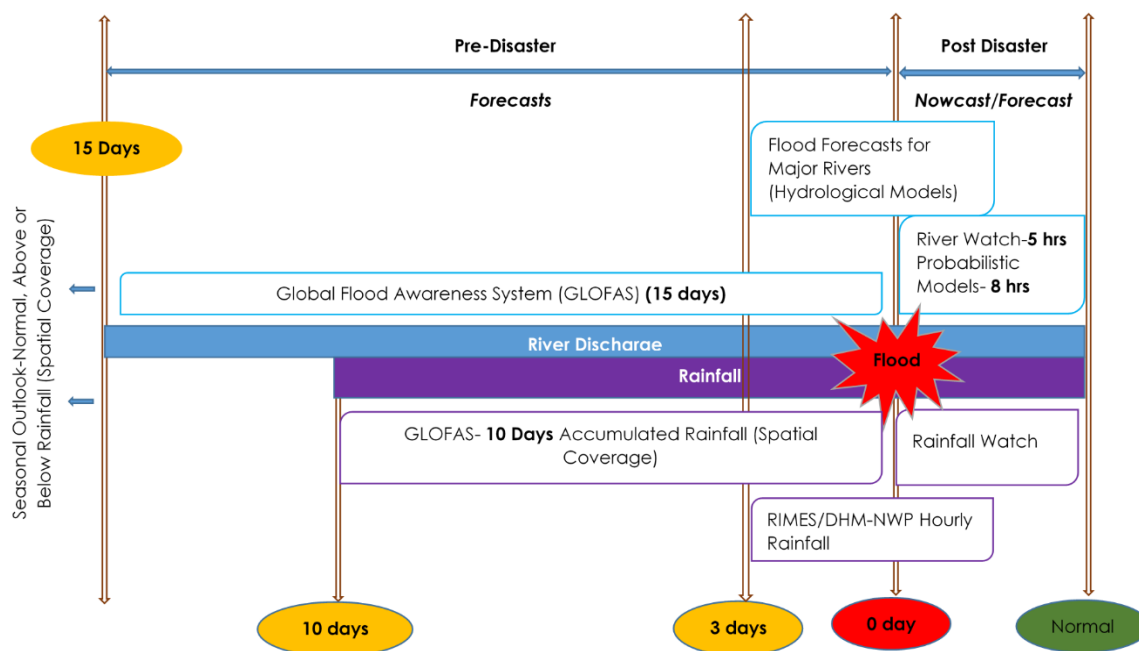 Pre-Disaster
Post Disaster
Forecasts
Nowcast/Forecast
15 Days
Flood Forecasts for
Major Rivers
(Hydrological Models)
Seasonal Outlook-Normal, Above or
Below Rainfall (Spatial Coverage)
River Watch-5 hrs
Probabilistic
Models- 8 hrs
Global Flood Awareness System (GLOFAS) (15 days)
River Discharae
Flood
Rainfall
GLOFAS- 10 Days Accumulated Rainfall (Spatial
Coverage)
Rainfall Watch
RIMES/DHM-NWP Hourly
Rainfall
10 days
3 days
0 day
Normal